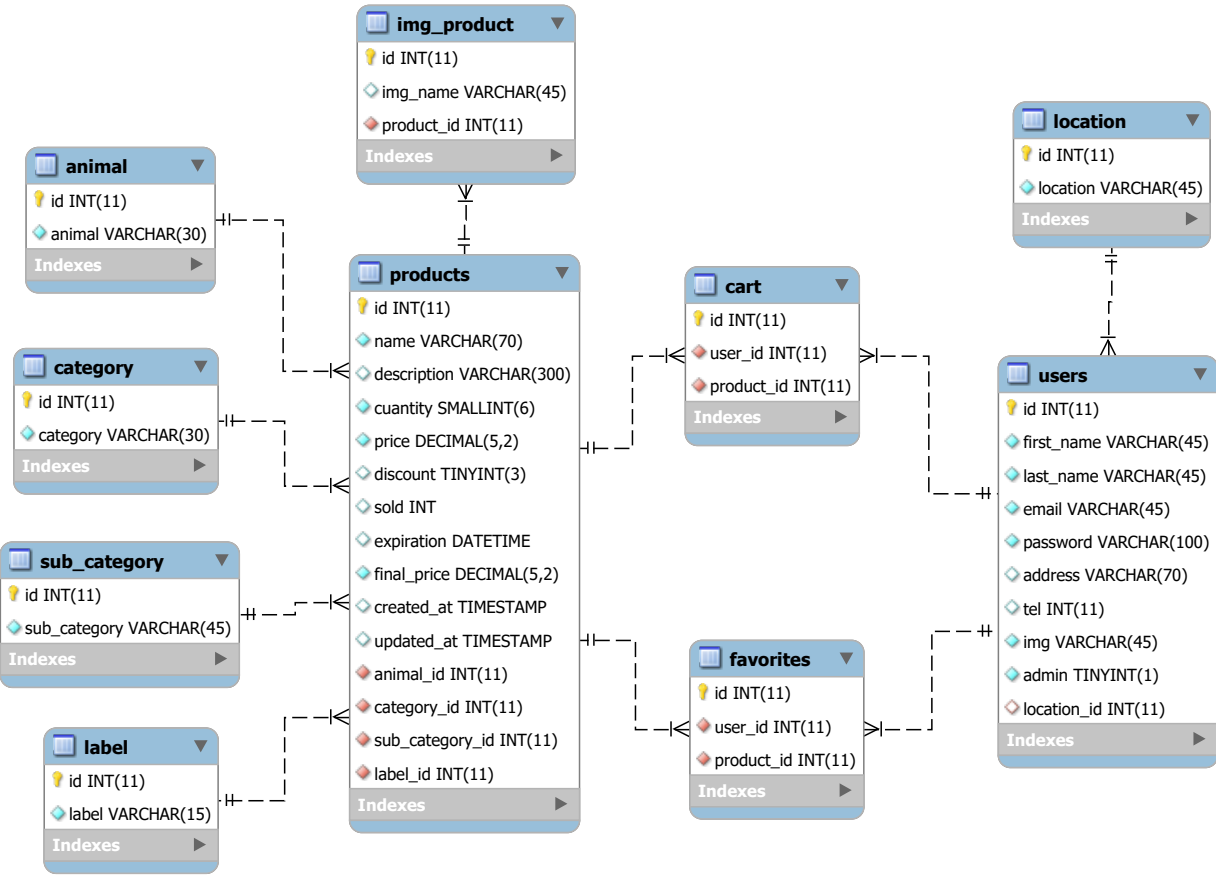 img_product
id INT(11)
img_name VARCHAR(45)
product_id INT(11)
Indexes
animal
id INT(11)
animal VARCHAR(30)
Indexes
category
id INT(11)
category VARCHAR(30)
Indexes
sub_category
id INT(11)
sub_category VARCHAR(45)
Indexes
label
id INT(11)
label VARCHAR(15)
Indexes
products
id INT(11)
name VARCHAR(70)
description VARCHAR(300)
cuantity SMALLINT(6)
price DECIMAL(5,2)
discount TINYINT(3)
sold INT
expiration DATETIME
final_price DECIMAL(5,2)
created_at TIMESTAMP
updated_at TIMESTAMP
animal_id INT(11)
category_id INT(11)
sub_category_id INT(11)
label_id INT(11)
Indexes
cart
id INT(11)
user_id INT(11)
product_id INT(11)
Indexes
favorites
id INT(11)
user_id INT(11)
product_id INT(11)
Indexes
location
id INT(11)
location VARCHAR(45)
Indexes
users
id INT(11)
first_name VARCHAR(45)
last_name VARCHAR(45)
email VARCHAR(45)
password VARCHAR(100)
address VARCHAR(70)
tel INT(11)
img VARCHAR(45)
admin TINYINT(1)
location_id INT(11)
Indexes